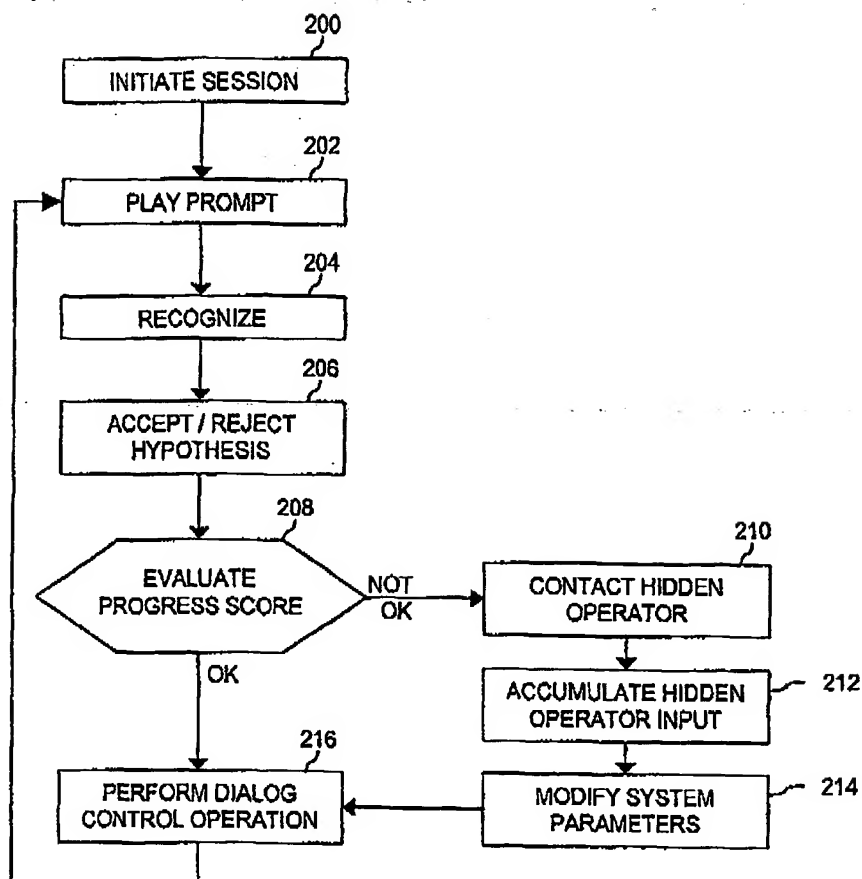 200
INITIATE SESSION
202
PLAY PROMPT
204
RECOGNIZE
206
ACCEPT / REJECT
HYPOTHESIS
208
EVALUATE
PROGRESS SCORE
NOT
OK
OK
210
CONTACT HIDDEN
OPERATOR
212
ACCUMULATE HIDDEN
OPERATOR INPUT
214
MODIFY SYSTEM
PARAMETERS
216
PERFORM DIALOG
CONTROL OPERATION